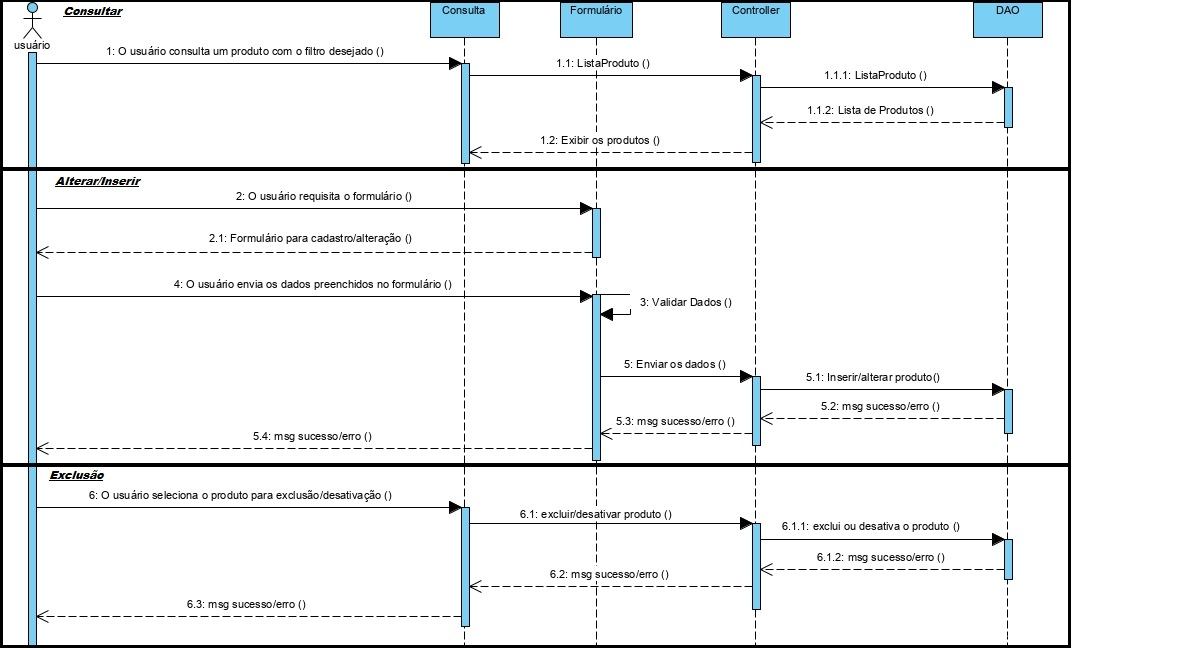 Consultar
Consulta
Formulário
Controller
DAO
usuário
1: O usuário consulta um produto com o filtro desejado ()
1.1: ListaProduto ()
1.1.1: ListaProduto ()
1.1.2: Lista de Produtos ()
1.2: Exibir os produtos ()
Alterar/Inserir
2: O usuário requisita o formulário ()
2.1: Formulário para cadastro/alteração ()
4: O usuário envia os dados preenchidos no formulário ()
3: Validar Dados ()
5: Enviar os dados ()
5.1: Inserir/alterar produto()
5.2: msg sucesso/erro ()
5.3: msg sucesso/erro ()
5.4: msg sucesso/erro ()
Exclusão
6: O usuário seleciona o produto para exclusão/desativação ()
6.1: excluir/desativar produto ()
6.1.1: exclui ou desativa o produto ()
6.1.2: msg sucesso/erro ()
6.2: msg sucesso/erro ()
6.3: msg sucesso/erro ()